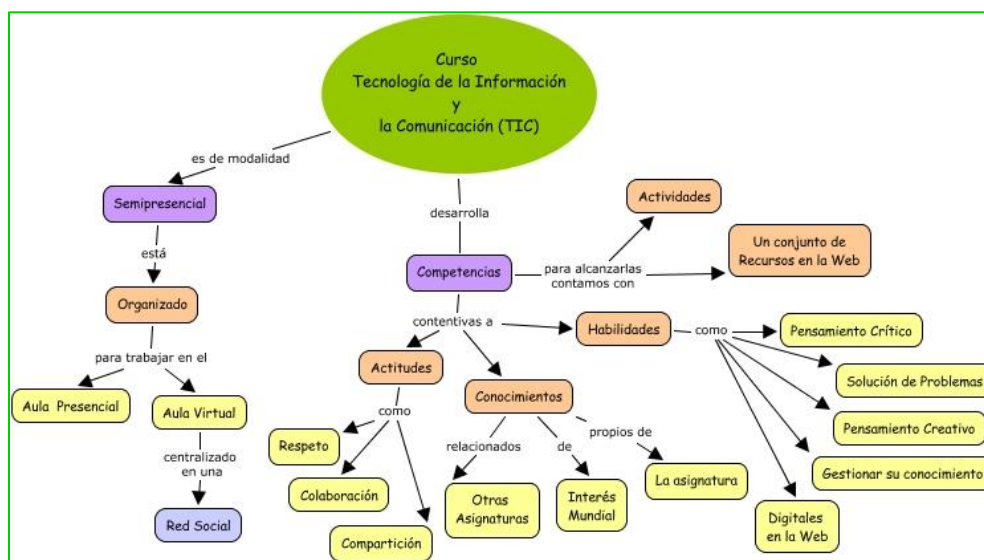 Curso
Tecnología de la Información
y
la Comunicación (TIC)
es de modalidad
Semipresencial
está
Organizado
para trabajar en el
Aula Presencial
Aula Virtual
centralizado
en una
Red Social
desarrolla
Competencias
para alcanzarlas
contamos con
Actividades
Un conjunto de
Recursos en la Web
contentivas a
Actitudes
como
Respeto
Colaboración
Compartición
Conocimientos
relacionados
Otras
Asignaturas
de
Interés
Mundial
propios de
La asignatura
Habilidades
como
Pensamiento Crítico
Solución de Problemas
Pensamiento Creativo
Gestionar su conocimiento
Digitales
en la Web